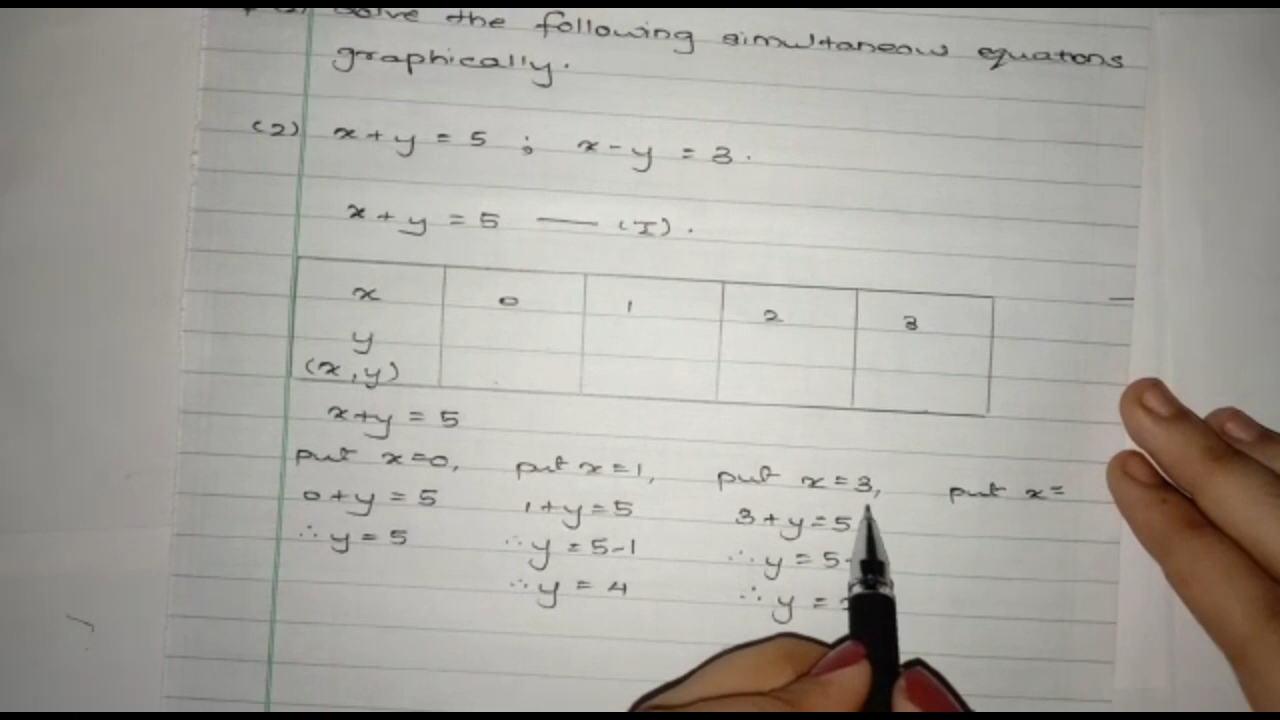 Solve the following simultaneous equations
graphically.
(2) x + y = 5 ; x - y = 3.
x + y = 5 —— (I).
x 0 1 2 3
y
(x, y)
x+y = 5
put x=0, put x=1, put x=3, put x=
0+y = 5 1+y=5 3+y=5
∴ y = 5 ∴ y = 5-1 ∴ y = 5-
∴ y = 4 ∴ y =